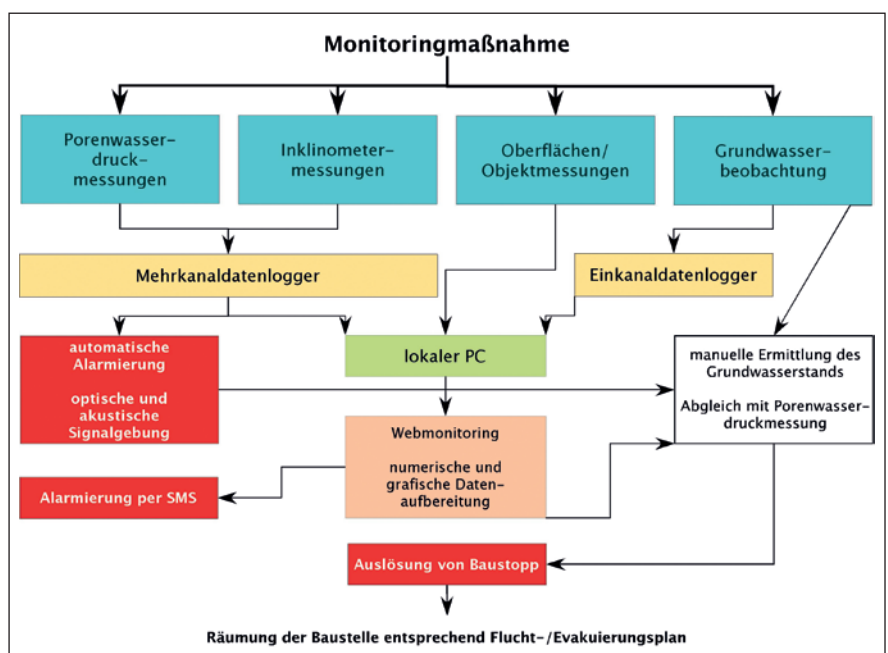 Monitoringmaßnahme
Porenwasser-
druck-
messungen
Inklinometer-
messungen
Oberflächen/
Objektmessungen
Grundwasser-
beobachtung
Mehrkanaldatenlogger
Einkanaldatenlogger
automatische
Alarmierung
optische und
akustische
Signalgebung
lokaler PC
manuelle Ermittlung des
Grundwasserstands
Abgleich mit Porenwasser-
druckmessung
Webmonitoring
numerische und
grafische Daten-
aufbereitung
Alarmierung per SMS
Auslösung von Baustopp
Räumung der Baustelle entsprechend Flucht-/Evakuierungsplan